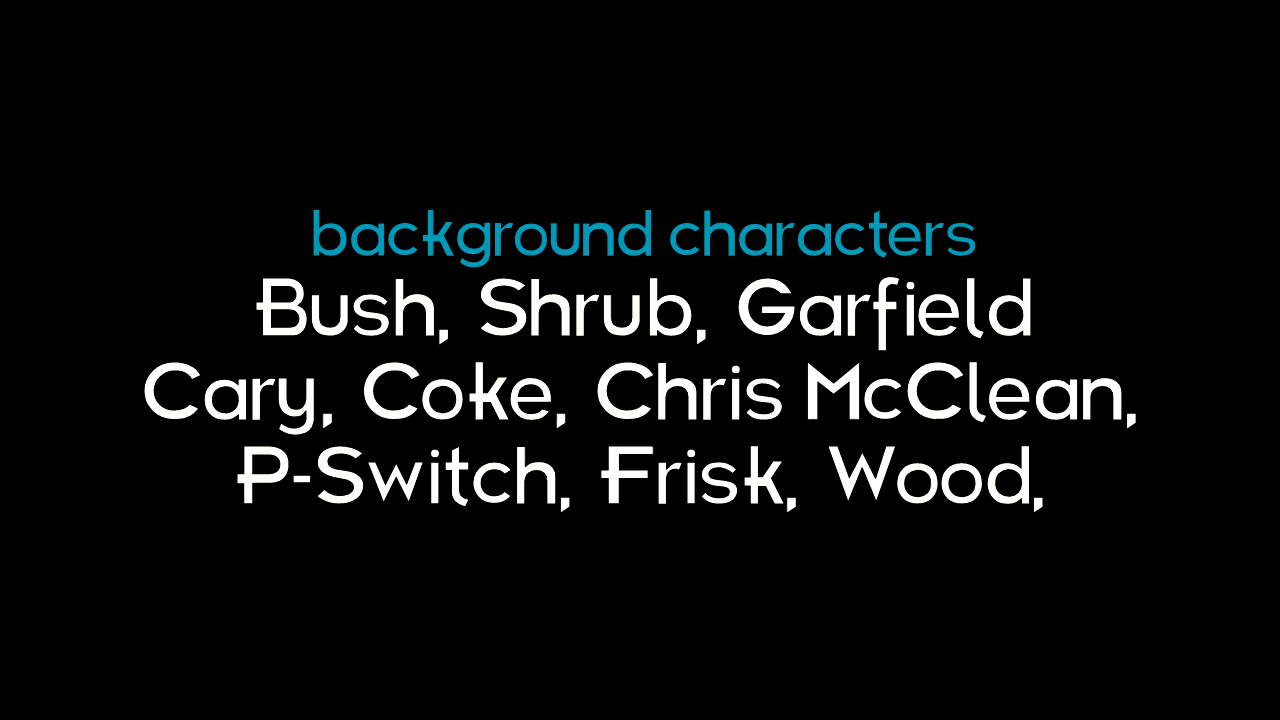 background characters
Bush, Shrub, Garfield
Cary, Coke, Chris McClean,
P-Switch, Frisk, Wood,